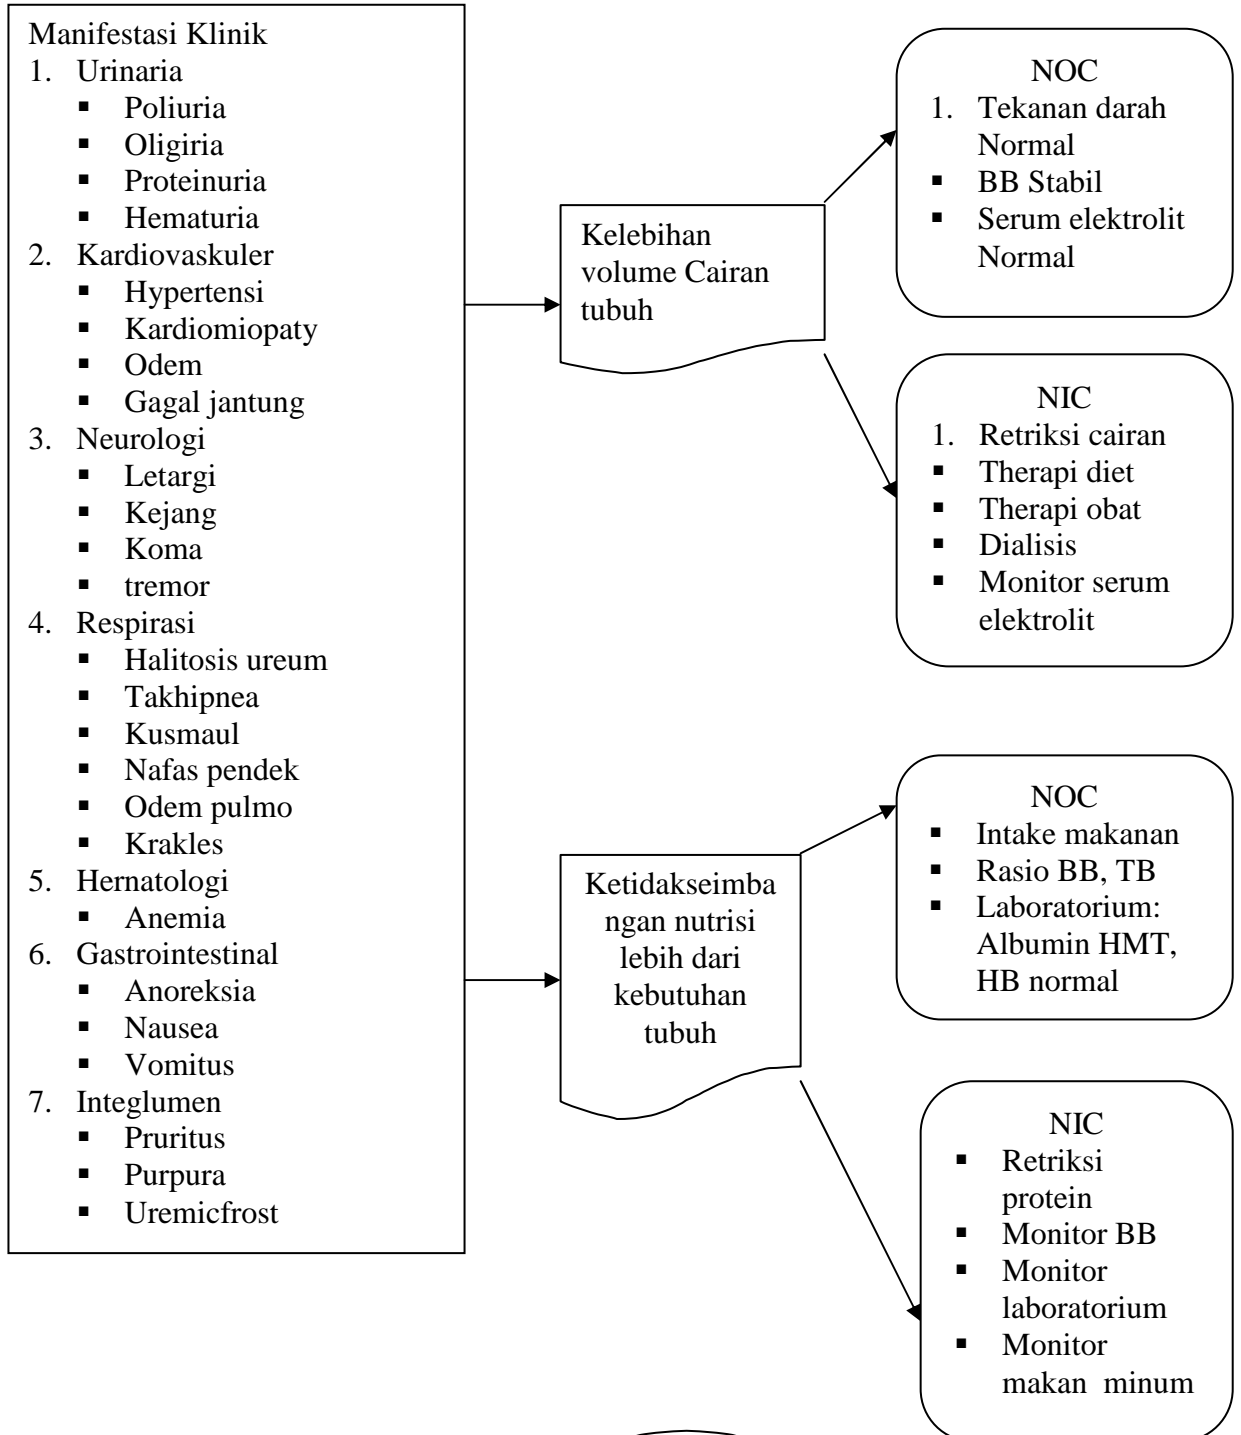 Manifestasi Klinik
1. Urinaria
▪ Poliuria
▪ Oligiria
▪ Proteinuria
▪ Hematuria
2. Kardiovaskuler
▪ Hypertensi
▪ Kardiomiopaty
▪ Odem
▪ Gagal jantung
3. Neurologi
▪ Letargi
▪ Kejang
▪ Koma
▪ tremor
4. Respirasi
▪ Halitosis ureum
▪ Takhipnea
▪ Kusmaul
▪ Nafas pendek
▪ Odem pulmo
▪ Krakles
5. Hernatologi
▪ Anemia
6. Gastrointestinal
▪ Anoreksia
▪ Nausea
▪ Vomitus
7. Integlumen
▪ Pruritus
▪ Purpura
▪ Uremicfrost
Kelebihan
volume Cairan
tubuh
NOC
1. Tekanan darah
Normal
▪ BB Stabil
▪ Serum elektrolit
Normal
NIC
1. Retriksi cairan
▪ Therapi diet
▪ Therapi obat
▪ Dialisis
▪ Monitor serum
elektrolit
Ketidakseimba
ngan nutrisi
lebih dari
kebutuhan
tubuh
NOC
▪ Intake makanan
▪ Rasio BB, TB
▪ Laboratorium:
Albumin HMT,
HB normal
NIC
▪ Retriksi
protein
▪ Monitor BB
▪ Monitor
laboratorium
▪ Monitor
makan minum